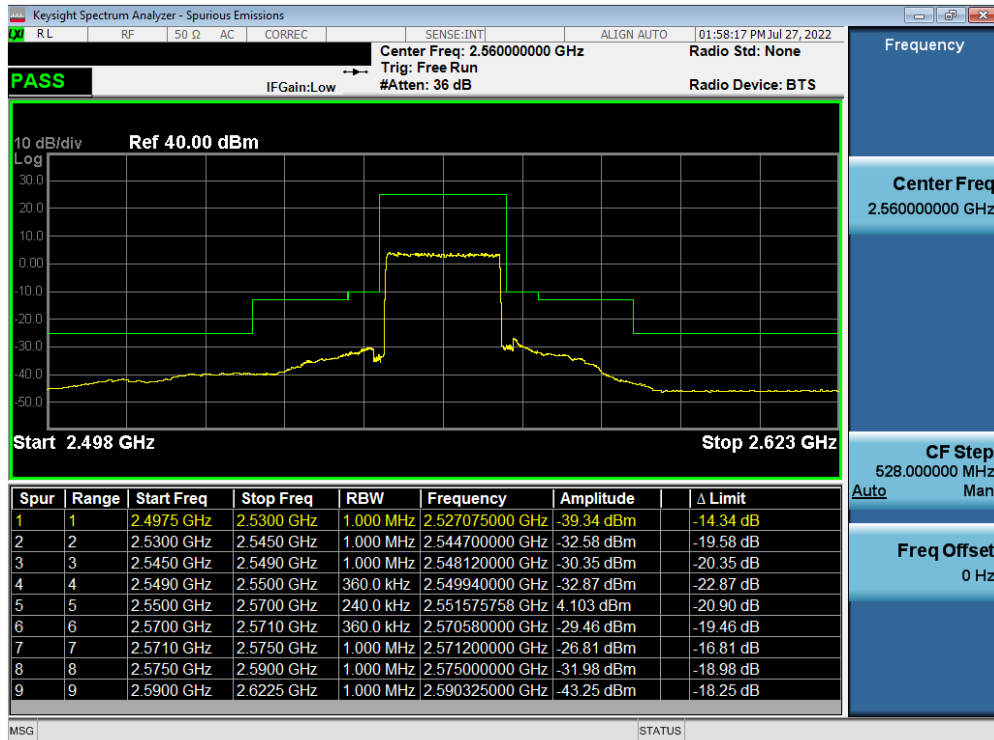 Keysight Spectrum Analyzer - Spurious Emissions
LXI RL RF 50 Ω AC CORREC SENSE:INT ALIGN AUTO 01:58:17 PM Jul 27, 2022
Center Freq: 2.560000000 GHz Radio Std: None
Trig: Free Run
PASS IFGain:Low #Atten: 36 dB Radio Device: BTS
10 dB/div Ref 40.00 dBm
Log
30.0
20.0
10.0
0.00
-10.0
-20.0
-30.0
-40.0
-50.0
Start 2.498 GHz Stop 2.623 GHz
Spur Range Start Freq Stop Freq RBW Frequency Amplitude Δ Limit
1 1 2.4975 GHz 2.5300 GHz 1.000 MHz 2.527075000 GHz -39.34 dBm -14.34 dB
2 2 2.5300 GHz 2.5450 GHz 1.000 MHz 2.544700000 GHz -32.58 dBm -19.58 dB
3 3 2.5450 GHz 2.5490 GHz 1.000 MHz 2.548120000 GHz -30.35 dBm -20.35 dB
4 4 2.5490 GHz 2.5500 GHz 360.0 kHz 2.549940000 GHz -32.87 dBm -22.87 dB
5 5 2.5500 GHz 2.5700 GHz 240.0 kHz 2.551575758 GHz 4.103 dBm -20.90 dB
6 6 2.5700 GHz 2.5710 GHz 360.0 kHz 2.570580000 GHz -29.46 dBm -19.46 dB
7 7 2.5710 GHz 2.5750 GHz 1.000 MHz 2.571200000 GHz -26.81 dBm -16.81 dB
8 8 2.5750 GHz 2.5900 GHz 1.000 MHz 2.575000000 GHz -31.98 dBm -18.98 dB
9 9 2.5900 GHz 2.6225 GHz 1.000 MHz 2.590325000 GHz -43.25 dBm -18.25 dB
MSG STATUS
Frequency
Center Freq
2.560000000 GHz
CF Step
528.000000 MHz
Auto Man
Freq Offset
0 Hz